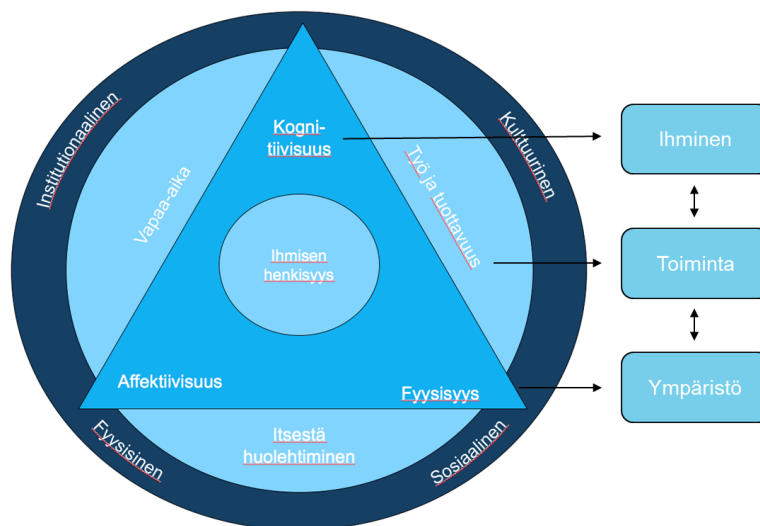 Institutionaalinen
Kulttuurinen
Kogni-
tiivisuus
Vapaa-aika
Työ ja tuottavuus
Ihmisen
henkisyys
Affektiivisuus
Fyysisyys
Itsestä
huolehtiminen
Fyysisinen
Sosiaalinen
Ihminen
Toiminta
Ympäristö